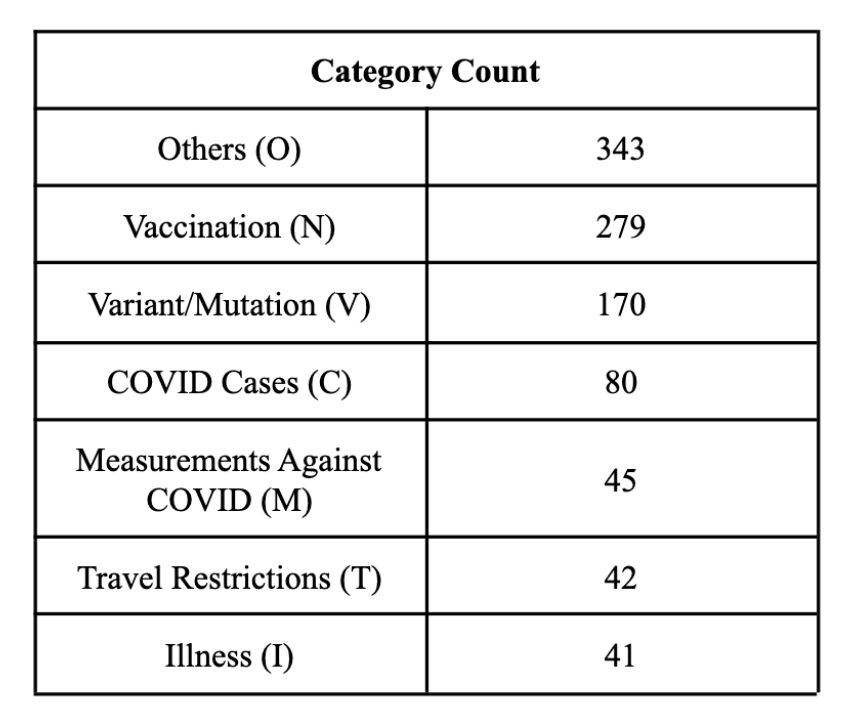 Category Count
Others (O) 343
Vaccination (N) 279
Variant/Mutation (V) 170
COVID Cases (C) 80
Measurements Against
COVID (M) 45
Travel Restrictions (T) 42
Illness (I) 41